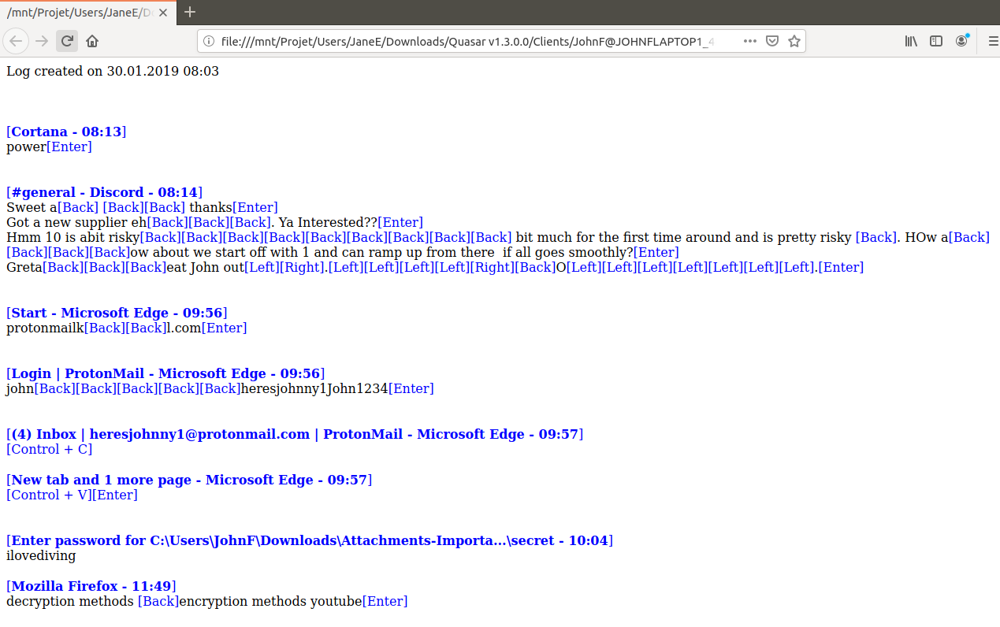 /mnt/Projet/Users/JaneE/Do
file:///mnt/Projet/Users/JaneE/Downloads/Quasar v1.3.0.0/Clients/JohnF@JOHNFLAPTOP1_4
Log created on 30.01.2019 08:03
[Cortana - 08:13]
power[Enter]
[#general - Discord - 08:14]
Sweet a[Back] [Back][Back] thanks[Enter]
Got a new supplier eh[Back][Back][Back]. Ya Interested??[Enter]
Hmm 10 is abit risky[Back][Back][Back][Back][Back][Back][Back][Back][Back] bit much for the first time around and is pretty risky [Back]. HOw a[Back]
[Back][Back][Back]ow about we start off with 1 and can ramp up from there  if all goes smoothly?[Enter]
Greta[Back][Back][Back]eat John out[Left][Right].[Left][Left][Left][Left][Right][Back]O[Left][Left][Left][Left][Left][Left][Left].[Enter]
[Start - Microsoft Edge - 09:56]
protonmailk[Back][Back]l.com[Enter]
[Login | ProtonMail - Microsoft Edge - 09:56]
john[Back][Back][Back][Back][Back]heresjohnny1John1234[Enter]
[(4) Inbox | heresjohnny1@protonmail.com | ProtonMail - Microsoft Edge - 09:57]
[Control + C]
[New tab and 1 more page - Microsoft Edge - 09:57]
[Control + V][Enter]
[Enter password for C:\Users\JohnF\Downloads\Attachments-Importa...\secret - 10:04]
ilovediving
[Mozilla Firefox - 11:49]
decryption methods [Back]encryption methods youtube[Enter]